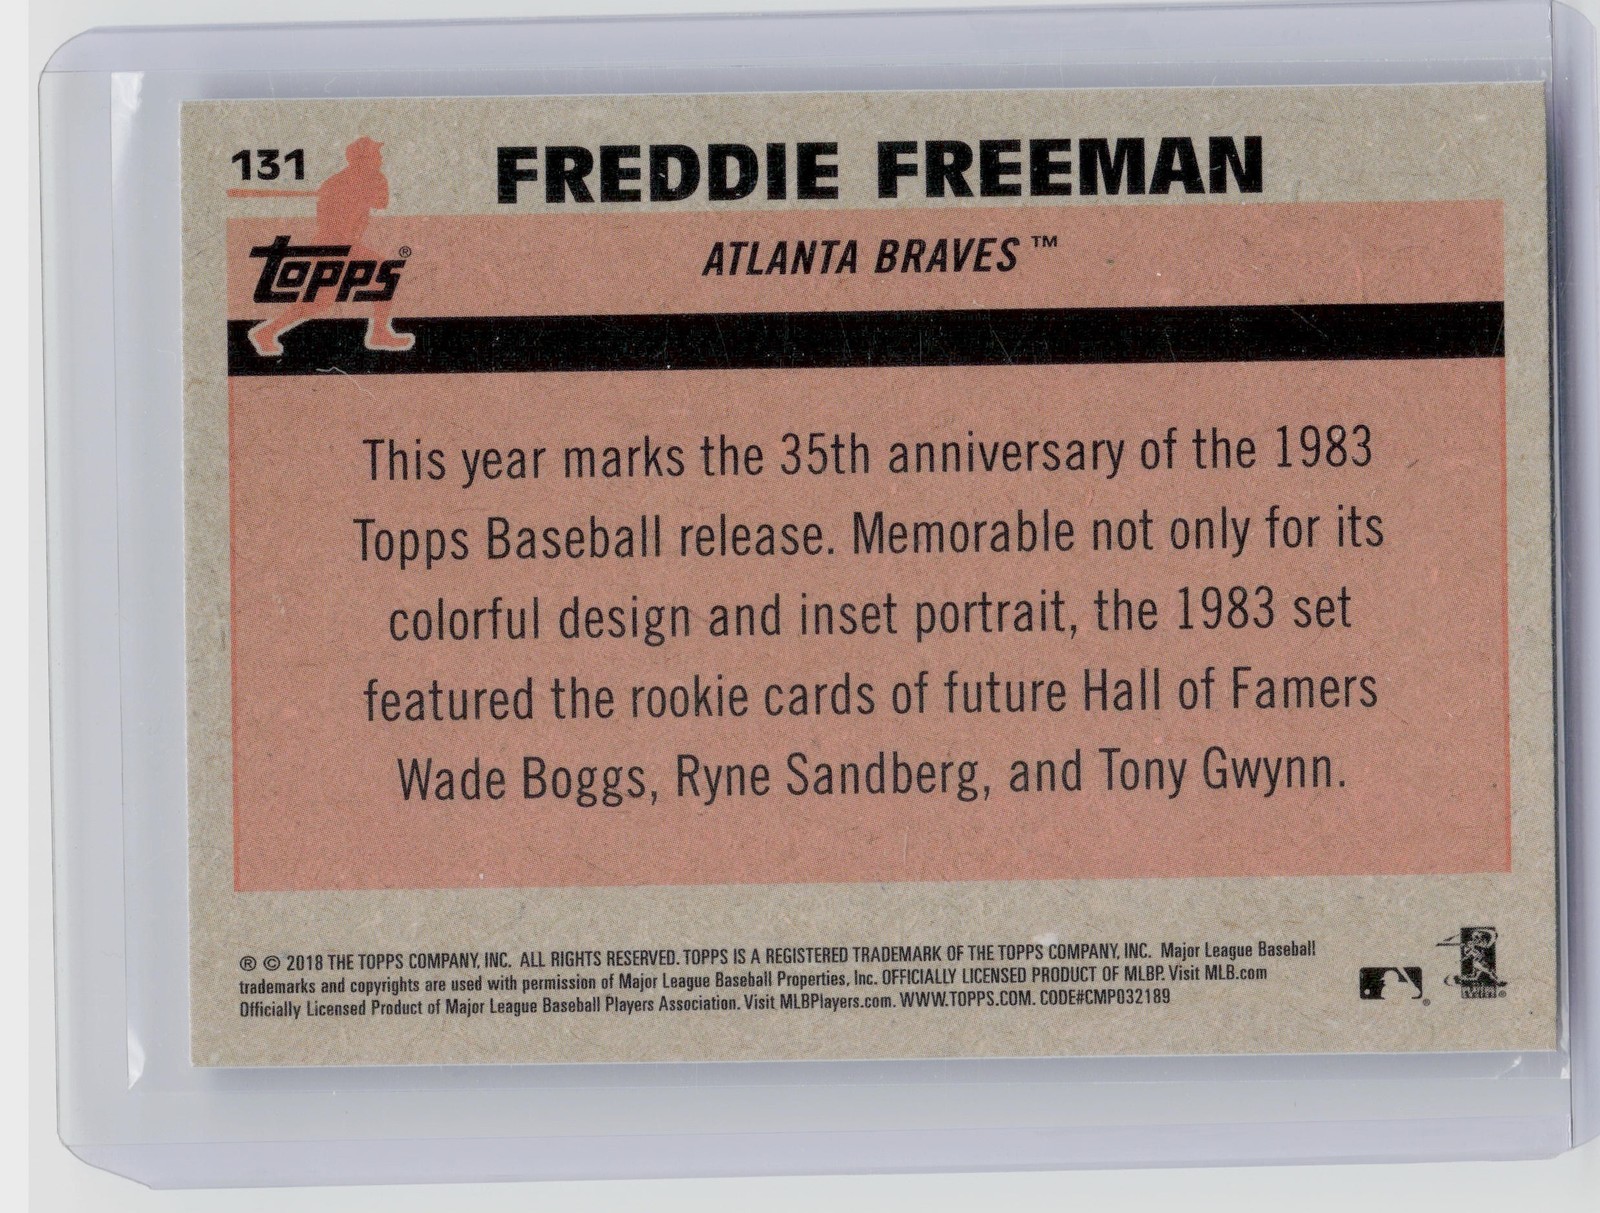 131
FREDDIE FREEMAN
topps®
ATLANTA BRAVES™
This year marks the 35th anniversary of the 1983
Topps Baseball release. Memorable not only for its
colorful design and inset portrait, the 1983 set
featured the rookie cards of future Hall of Famers
Wade Boggs, Ryne Sandberg, and Tony Gwynn.
® © 2018 THE TOPPS COMPANY, INC. ALL RIGHTS RESERVED. TOPPS IS A REGISTERED TRADEMARK OF THE TOPPS COMPANY, INC. Major League Baseball
trademarks and copyrights are used with permission of Major League Baseball Properties, Inc. OFFICIALLY LICENSED PRODUCT OF MLBP. Visit MLB.com
Officially Licensed Product of Major League Baseball Players Association. Visit MLBPlayers.com. WWW.TOPPS.COM. CODE#CMP032189